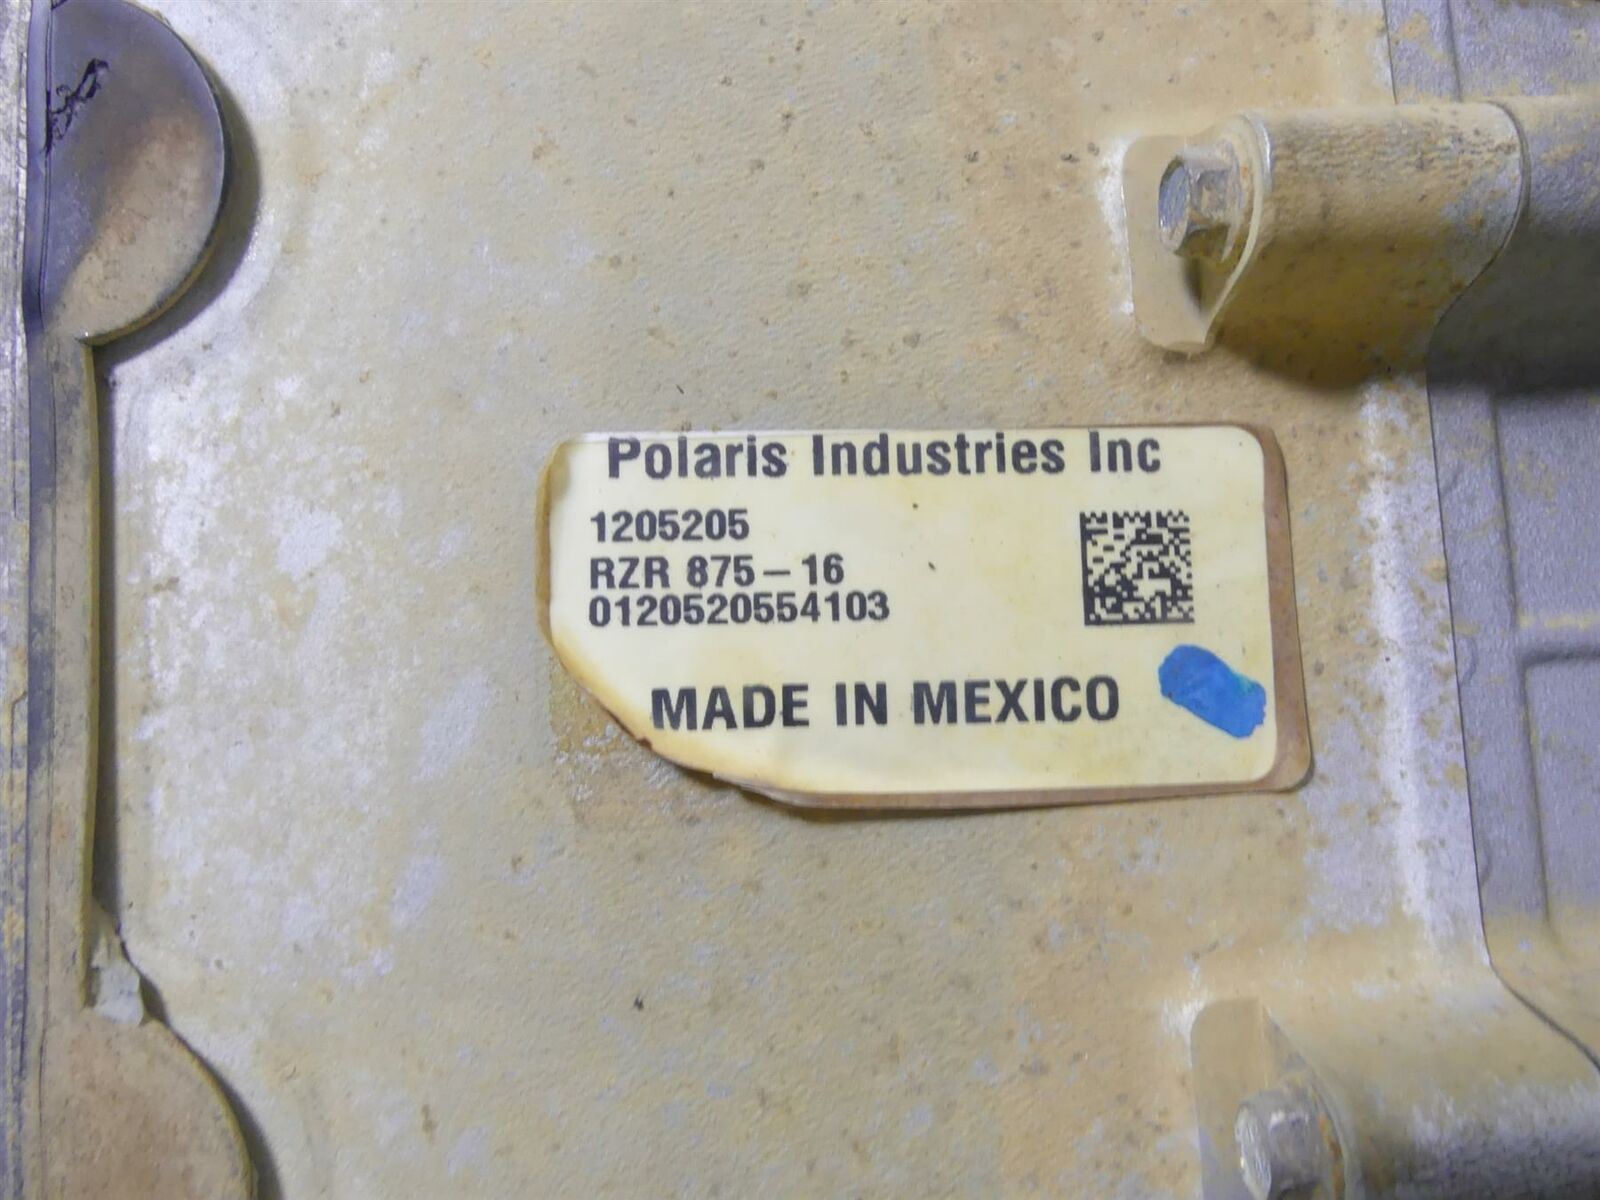 Polaris Industries Inc
1205205
RZR 875-16
0120520554103
MADE IN MEXICO